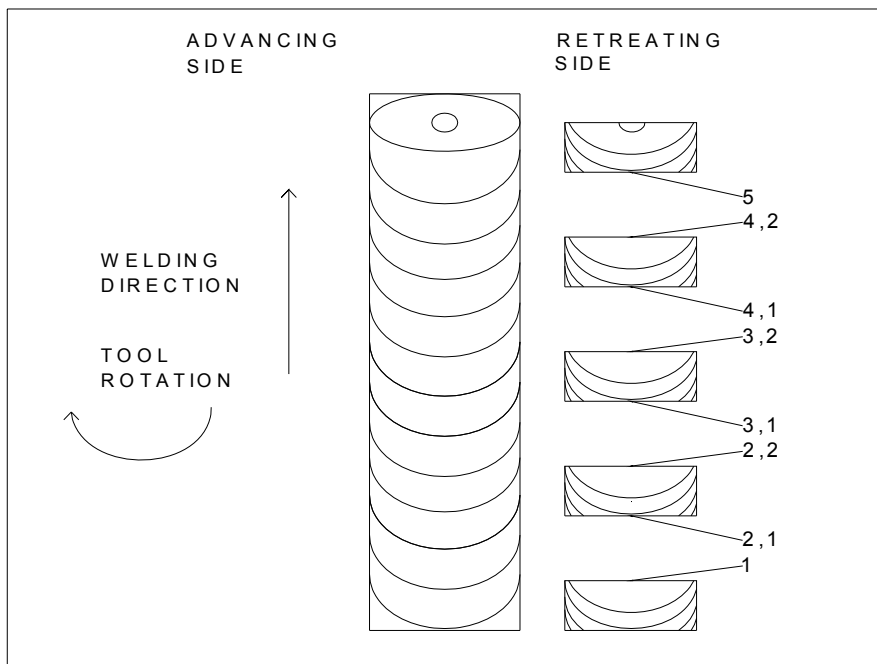 ADVANCING
SIDE
RETREATING
SIDE
WELDING
DIRECTION
TOOL
ROTATION
5
4,2
4,1
3,2
3,1
2,2
2,1
1